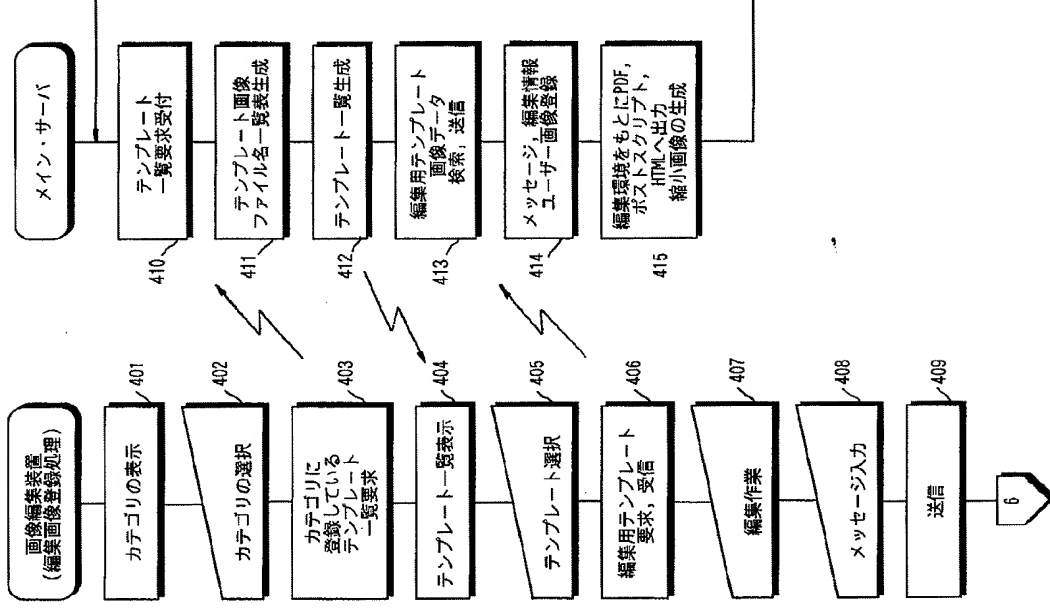 画像編集装置
(編集画像登録処理)
カテゴリの表示
401
カテゴリの選択
402
カテゴリに
登録している
テンプレート
一覧要求
403
テンプレート一覧表示
404
テンプレート選択
405
編集用テンプレート
要求, 受信
406
編集作業
407
メッセージ入力
408
送信
409
6
メイン・サーバ
テンプレート
一覧要求受付
410
テンプレート画像
ファイル名一覧表生成
411
テンプレート一覧生成
412
編集用テンプレート
画像データ
検索, 送信
413
メッセージ, 編集情報
ユーザー画像登録
414
編集環境をもとにPDF,
ポストスクリプト,
HTMLへ出力
縮小画像の生成
415